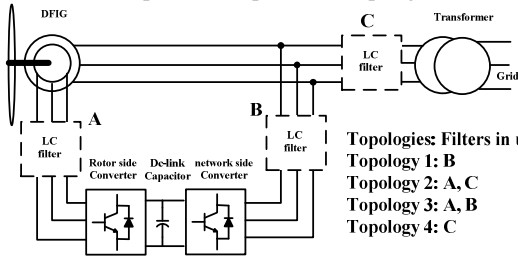 DFIG
C
Transformer
LC
filter
Grid
A
B
LC
filter
LC
filter
Rotor side
Converter
Dc-link
Capacitor
network side
Converter
Topologies: Filters in
Topology 1: B
Topology 2: A, C
Topology 3: A, B
Topology 4: C